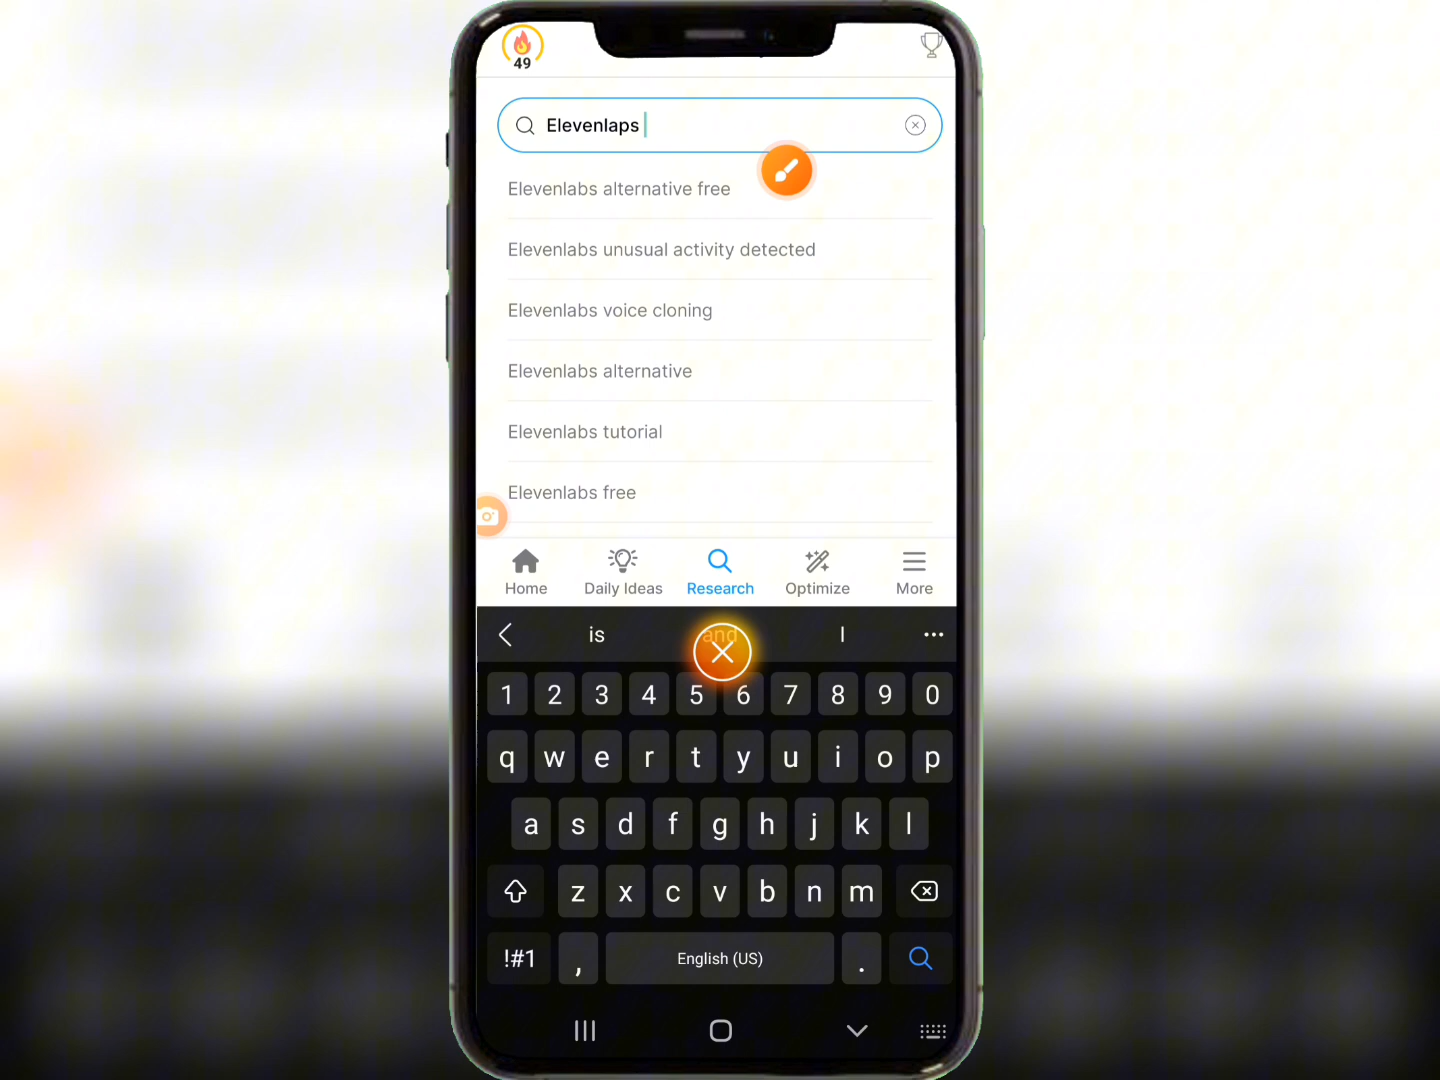 49
Elevenlaps
Elevenlabs alternative free
Elevenlabs unusual activity detected
Elevenlabs voice cloning
Elevenlabs alternative
Elevenlabs tutorial
Elevenlabs free
Home Daily Ideas Research Optimize More
is and I
1 2 3 4 5 6 7 8 9 0
q w e r t y u i o p
a s d f g h j k l
z x c v b n m
!#1 , English (US) .